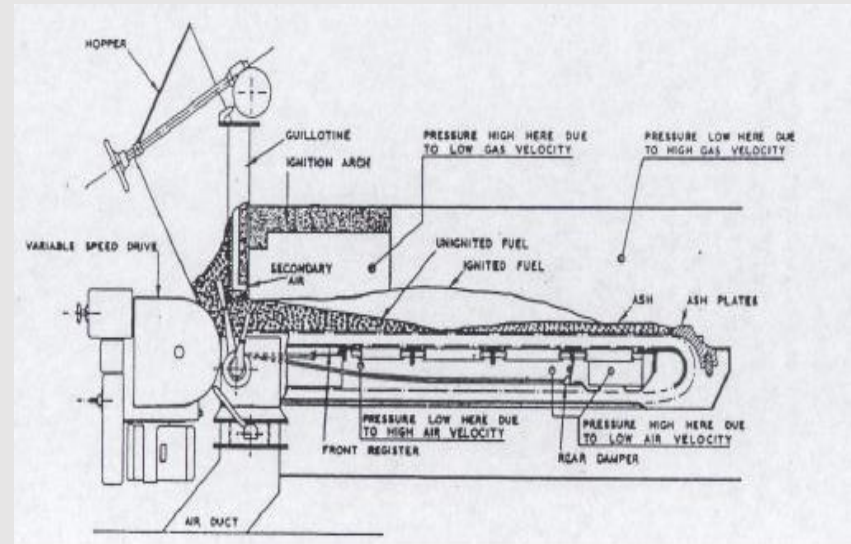 HOPPER
GUILLOTINE
IGNITION ARCH
PRESSURE HIGH HERE DUE
TO LOW GAS VELOCITY
PRESSURE LOW HERE DUE
TO HIGH GAS VELOCITY
VARIABLE SPEED DRIVE
SECONDARY
AIR
UNIGNITED FUEL
IGNITED FUEL
ASH
ASH PLATES
PRESSURE LOW HERE DUE
TO HIGH AIR VELOCITY
FRONT REGISTER
PRESSURE HIGH HERE DUE
TO LOW AIR VELOCITY
REAR DAMPER
AIR DUCT